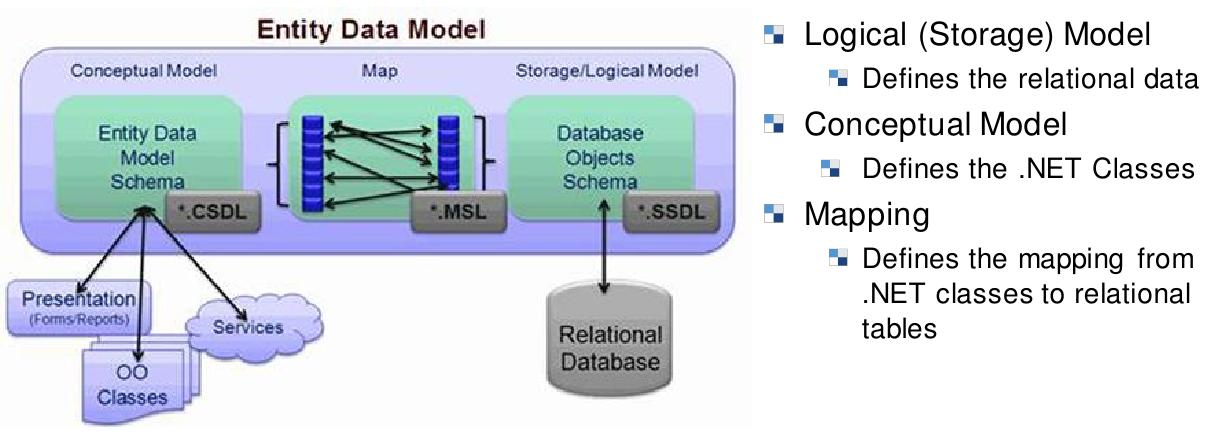 Entity Data Model
Conceptual Model
Map
Storage/Logical Model
Entity Data
Model
Schema
*.CSDL
*.MSL
Database
Objects
Schema
*.SSDL
Presentation
(Forms/Reports)
Services
OO
Classes
Relational
Database
Logical (Storage) Model
Defines the relational data
Conceptual Model
Defines the .NET Classes
Mapping
Defines the mapping from
.NET classes to relational
tables